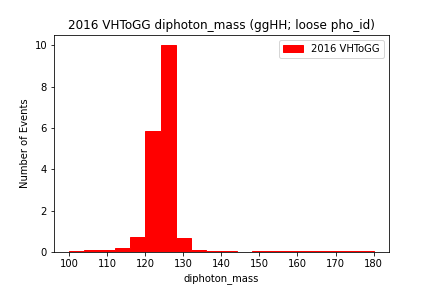 2016 VHToGG diphoton_mass (ggHH; loose pho_id)
2016 VHToGG
Number of Events
10
8
6
4
2
0
100 110 120 130 140 150 160 170 180
diphoton_mass